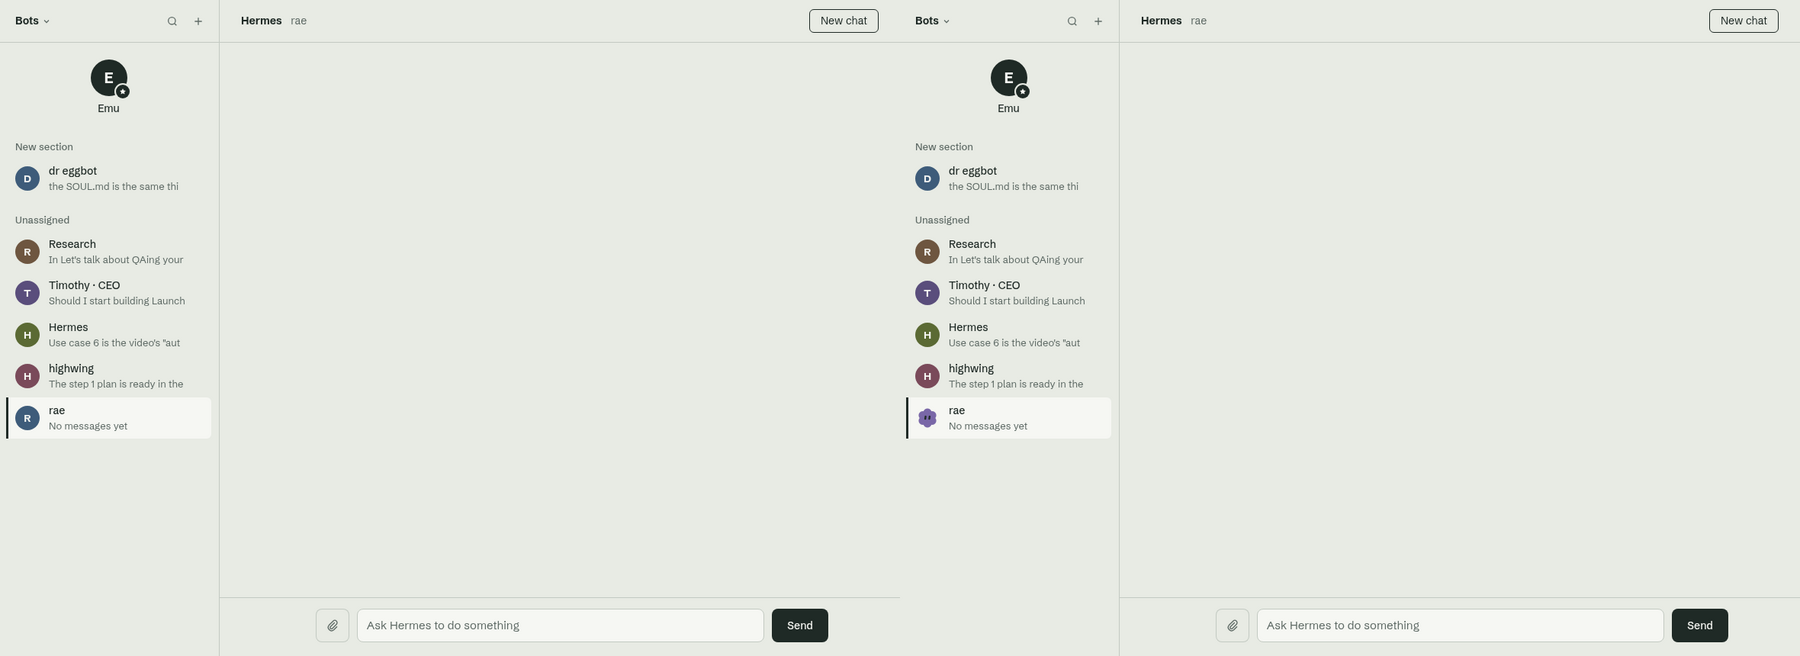 Bots
Hermes rae
New chat
E
Emu
New section
D
dr eggbot
the SOUL.md is the same thi
Unassigned
R
Research
In Let's talk about QAing your
T
Timothy · CEO
Should I start building Launch
H
Hermes
Use case 6 is the video's "aut
H
highwing
The step 1 plan is ready in the
R
rae
No messages yet
Ask Hermes to do something
Send
Bots
Hermes rae
New chat
E
Emu
New section
D
dr eggbot
the SOUL.md is the same thi
Unassigned
R
Research
In Let's talk about QAing your
T
Timothy · CEO
Should I start building Launch
H
Hermes
Use case 6 is the video's "aut
H
highwing
The step 1 plan is ready in the
rae
No messages yet
Ask Hermes to do something
Send